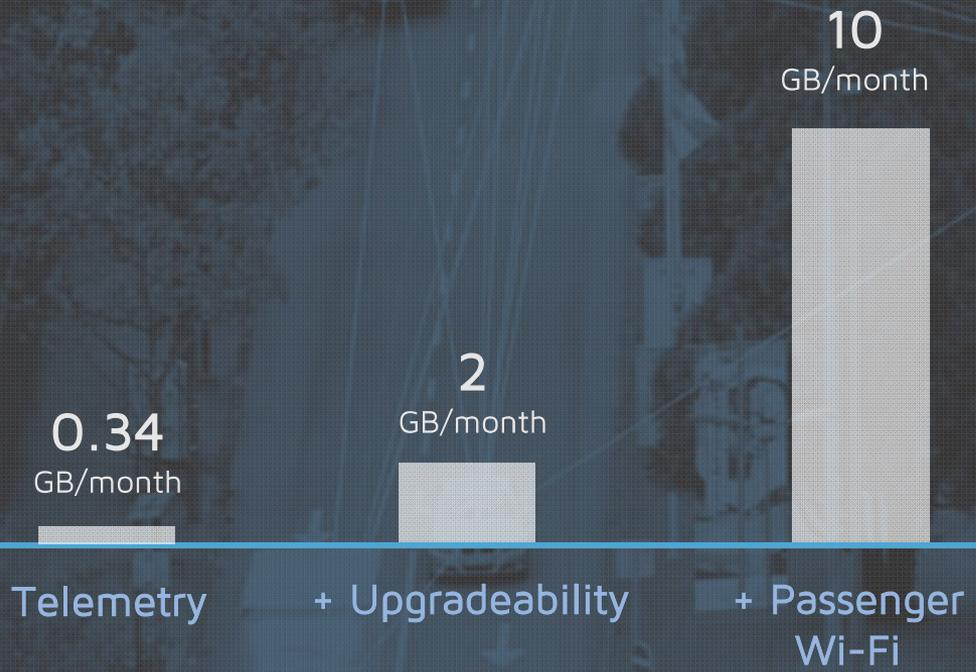 10
GB/month
2
GB/month
0.34
GB/month
Telemetry
+ Upgradeability
+ Passenger
Wi-Fi